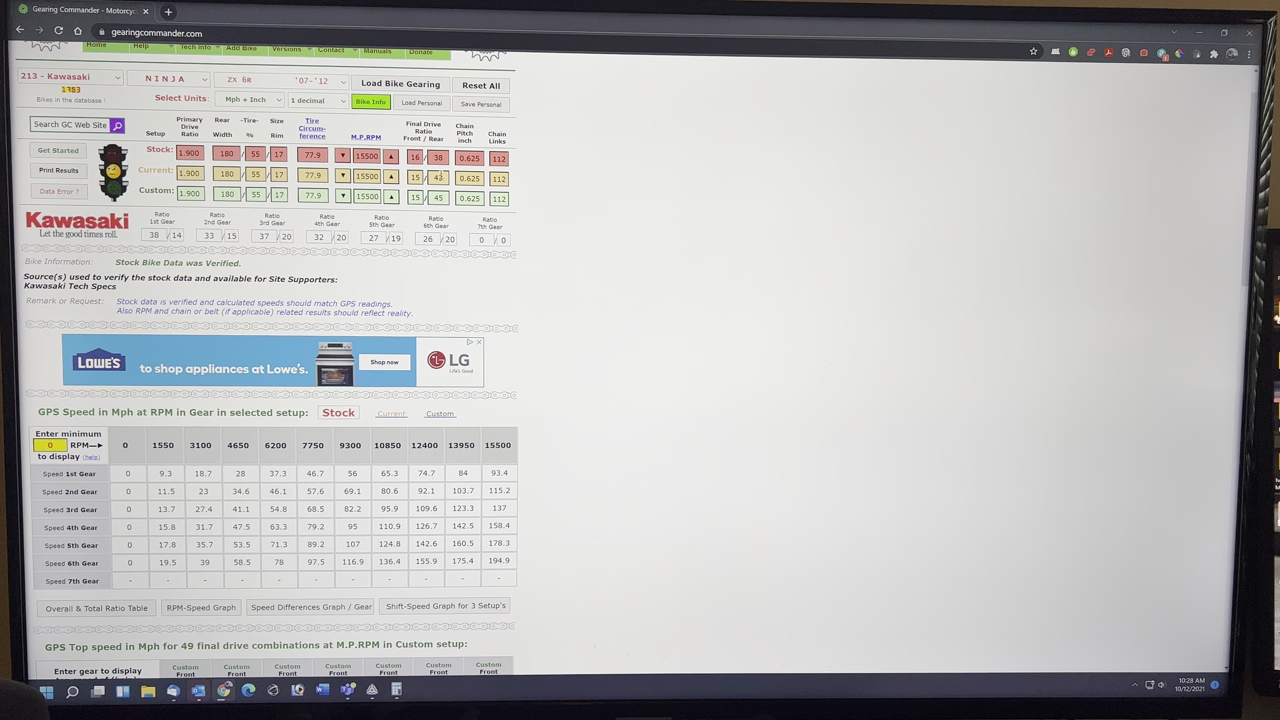 Gearing Commander - Motorcyc
gearingcommander.com
Home Help Tech Info Add Bike Versions Contact Manuals Donate
213 - Kawasaki NINJA ZX 6R '07-'12 Load Bike Gearing Reset All
1753
Bikes in the database !
Select Units: Mph + Inch 1 decimal Bike Info Load Personal Save Personal
Search GC Web Site
Setup
Primary Drive Ratio
Rear Width
-Tire- %
Size Rim
Tire Circum- ference
M.P.RPM
Final Drive Ratio Front / Rear
Chain Pitch inch
Chain Links
Get Started
Print Results
Data Error ?
Stock: 1.900 180 / 55 / 17 77.9 ▼ 15500 ▲ 16 / 38 0.625 112
Current: 1.900 180 / 55 / 17 77.9 ▼ 15500 ▲ 15 / 0.625 112
Custom: 1.900 180 / 55 / 17 77.9 ▼ 15500 ▲ 15 / 45 0.625 112
Kawasaki
Let the good times roll.
Ratio 1st Gear
Ratio 2nd Gear
Ratio 3rd Gear
Ratio 4th Gear
Ratio 5th Gear
Ratio 6th Gear
Ratio 7th Gear
38 / 14 33 / 15 37 / 20 32 / 20 27 / 19 26 / 20 0 / 0
Bike Information: Stock Bike Data was Verified.
Source(s) used to verify the stock data and available for Site Supporters:
Kawasaki Tech Specs
Remark or Request: Stock data is verified and calculated speeds should match GPS readings.
Also RPM and chain or belt (if applicable) related results should reflect reality.
LOWE'S to shop appliances at Lowe's. Shop now LG
Life's Good
GPS Speed in Mph at RPM in Gear in selected setup: Stock Current Custom
Enter minimum
0 RPM
to display (help)
0 1550 3100 4650 6200 7750 9300 10850 12400 13950 15500
Speed 1st Gear 0 9.3 18.7 28 37.3 46.7 56 65.3 74.7 84 93.4
Speed 2nd Gear 0 11.5 23 34.6 46.1 57.6 69.1 80.6 92.1 103.7 115.2
Speed 3rd Gear 0 13.7 27.4 41.1 54.8 68.5 82.2 95.9 109.6 123.3 137
Speed 4th Gear 0 15.8 31.7 47.5 63.3 79.2 95 110.9 126.7 142.5 158.4
Speed 5th Gear 0 17.8 35.7 53.5 71.3 89.2 107 124.8 142.6 160.5 178.3
Speed 6th Gear 0 19.5 39 58.5 78 97.5 116.9 136.4 155.9 175.4 194.9
Speed 7th Gear - - - - - - - - - - -
Overall & Total Ratio Table RPM-Speed Graph Speed Differences Graph / Gear Shift-Speed Graph for 3 Setup's
GPS Top speed in Mph for 49 final drive combinations at M.P.RPM in Custom setup:
Enter gear to display
Custom Front Custom Front Custom Front Custom Front Custom Front Custom Front Custom Front
10:28 AM
10/12/2021